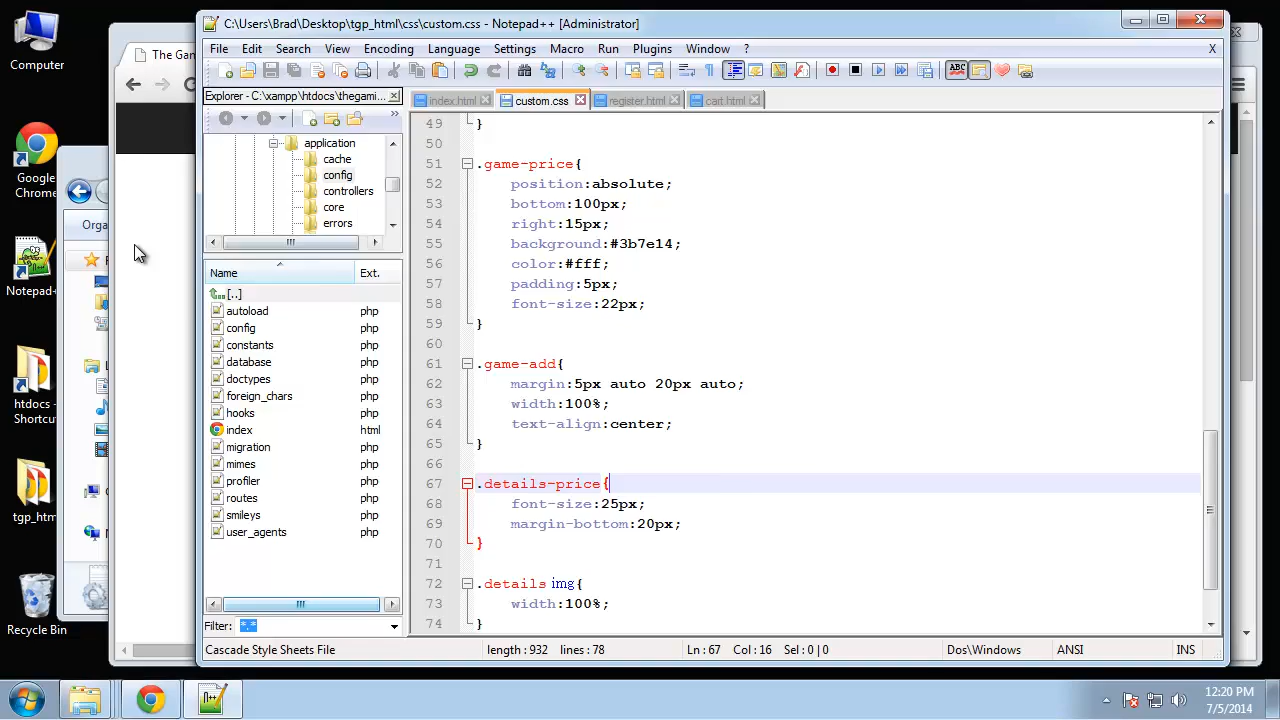 Computer
Google
Chrome
Notepad+
htdocs -
Shortcut
tgp_htm
Recycle Bin
The Gan
Orga
C:\Users\Brad\Desktop\tgp_html\css\custom.css - Notepad++ [Administrator]
File Edit Search View Encoding Language Settings Macro Run Plugins Window ? X
Explorer - C:\xampp\htdocs\thegami...
index.html custom.css register.html cart.html
application
cache
config
controllers
core
errors
Name Ext.
[..]
autoload php
config php
constants php
database php
doctypes php
foreign_chars php
hooks php
index html
migration php
mimes php
profiler php
routes php
smileys php
user_agents php
Filter: *.*
49 }
50
51 .game-price{
52 position:absolute;
53 bottom:100px;
54 right:15px;
55 background:#3b7e14;
56 color:#fff;
57 padding:5px;
58 font-size:22px;
59 }
60
61 .game-add{
62 margin:5px auto 20px auto;
63 width:100%;
64 text-align:center;
65 }
66
67 .details-price{
68 font-size:25px;
69 margin-bottom:20px;
70 }
71
72 .details img{
73 width:100%;
74 }
Cascade Style Sheets File length : 932 lines : 78 Ln : 67 Col : 16 Sel : 0 | 0 Dos\Windows ANSI INS
12:20 PM
7/5/2014